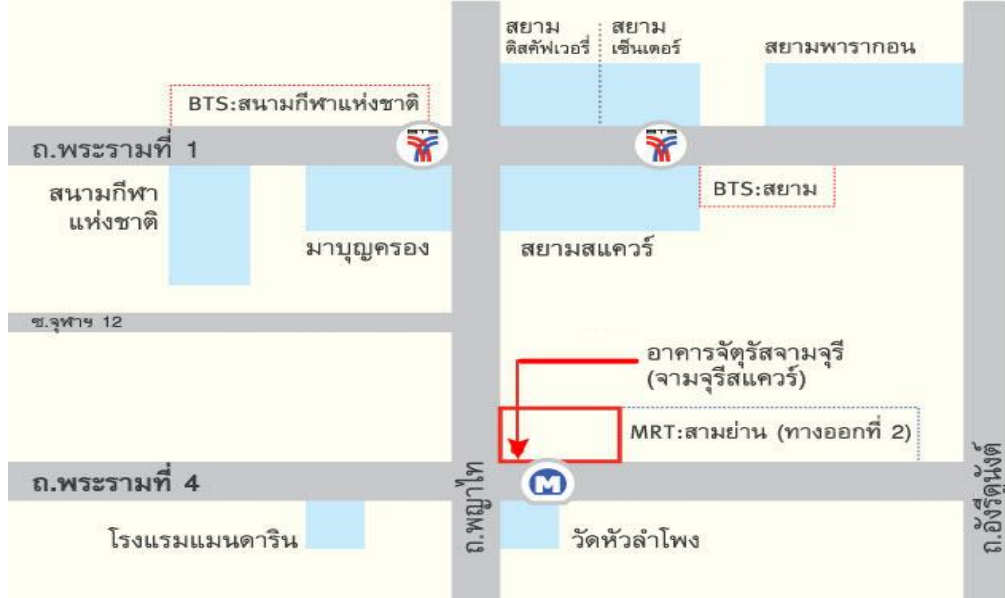 สยาม
ดิสคัฟเวอรี่
สยาม
เซ็นเตอร์
สยามพารากอน
BTS:สนามกีฬาแห่งชาติ
BTS
BTS
ถ.พระรามที่ 1
สนามกีฬา
แห่งชาติ
มาบุญครอง
สยามสแควร์
BTS:สยาม
ซ.จุฬาฯ 12
อาคารจัตุรัสจามจุรี
(จามจุรีสแควร์)
MRT:สามย่าน (ทางออกที่ 2)
ถ.พระรามที่ 4
M
ถ.พญาไท
ถ.อังรีดูนังต์
โรงแรมแมนดาริน
วัดหัวลำโพง